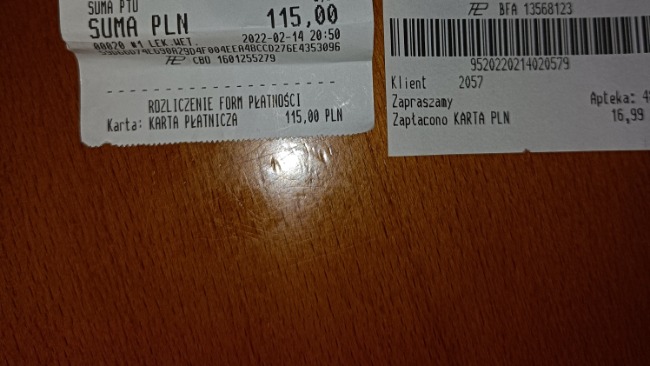 SUMA PTU
SUMA PLN 115,00
00020 #1 LEK.WET. 2022-02-14 20:50
CBO 1601255279
ROZLICZENIE FORM PŁATNOŚCI
Karta: KARTA PŁATNICZA 115,00 PLN
BFA 13568123
9520220214020579
Klient 2057
Zapraszamy
Apteka:
Zapłacono KARTA PLN 16,99